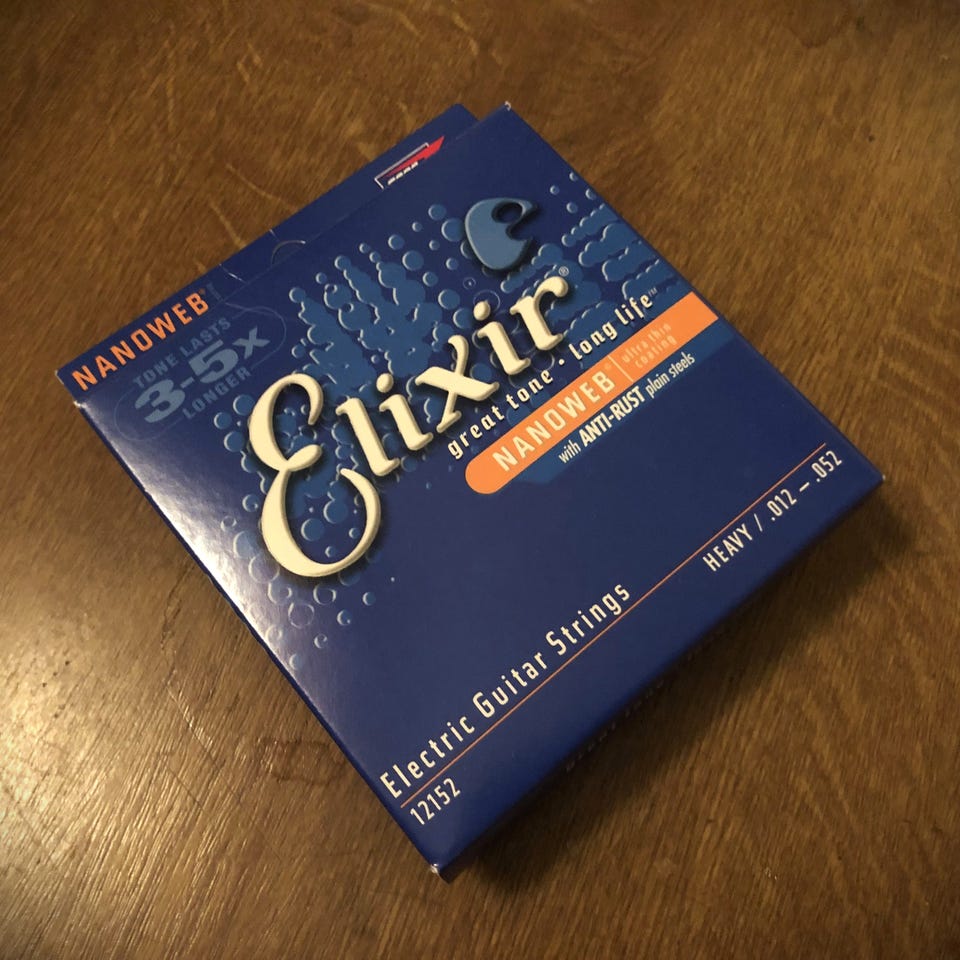 NANOWEB®
TONE LASTS
3-5x
LONGER
e
Elixir®
great tone · long life™
NANOWEB® ultra thin
coating
with ANTI-RUST plain steels
HEAVY / .012 – .052
Electric Guitar Strings
12152